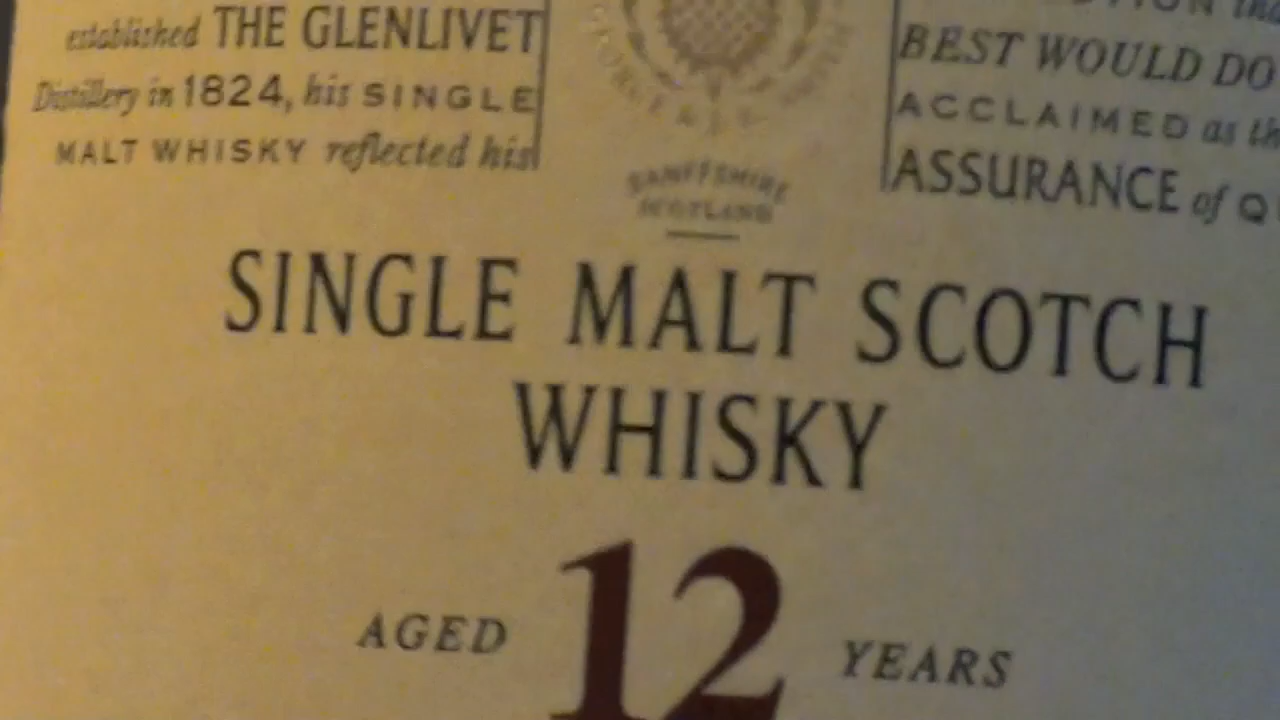 established THE GLENLIVET
Distillery in 1824, his SINGLE
MALT WHISKY reflected his
BANFFSHIRE
SCOTLAND
BEST WOULD DO
ACCLAIMED as
ASSURANCE of
SINGLE MALT SCOTCH
WHISKY
AGED 12 YEARS